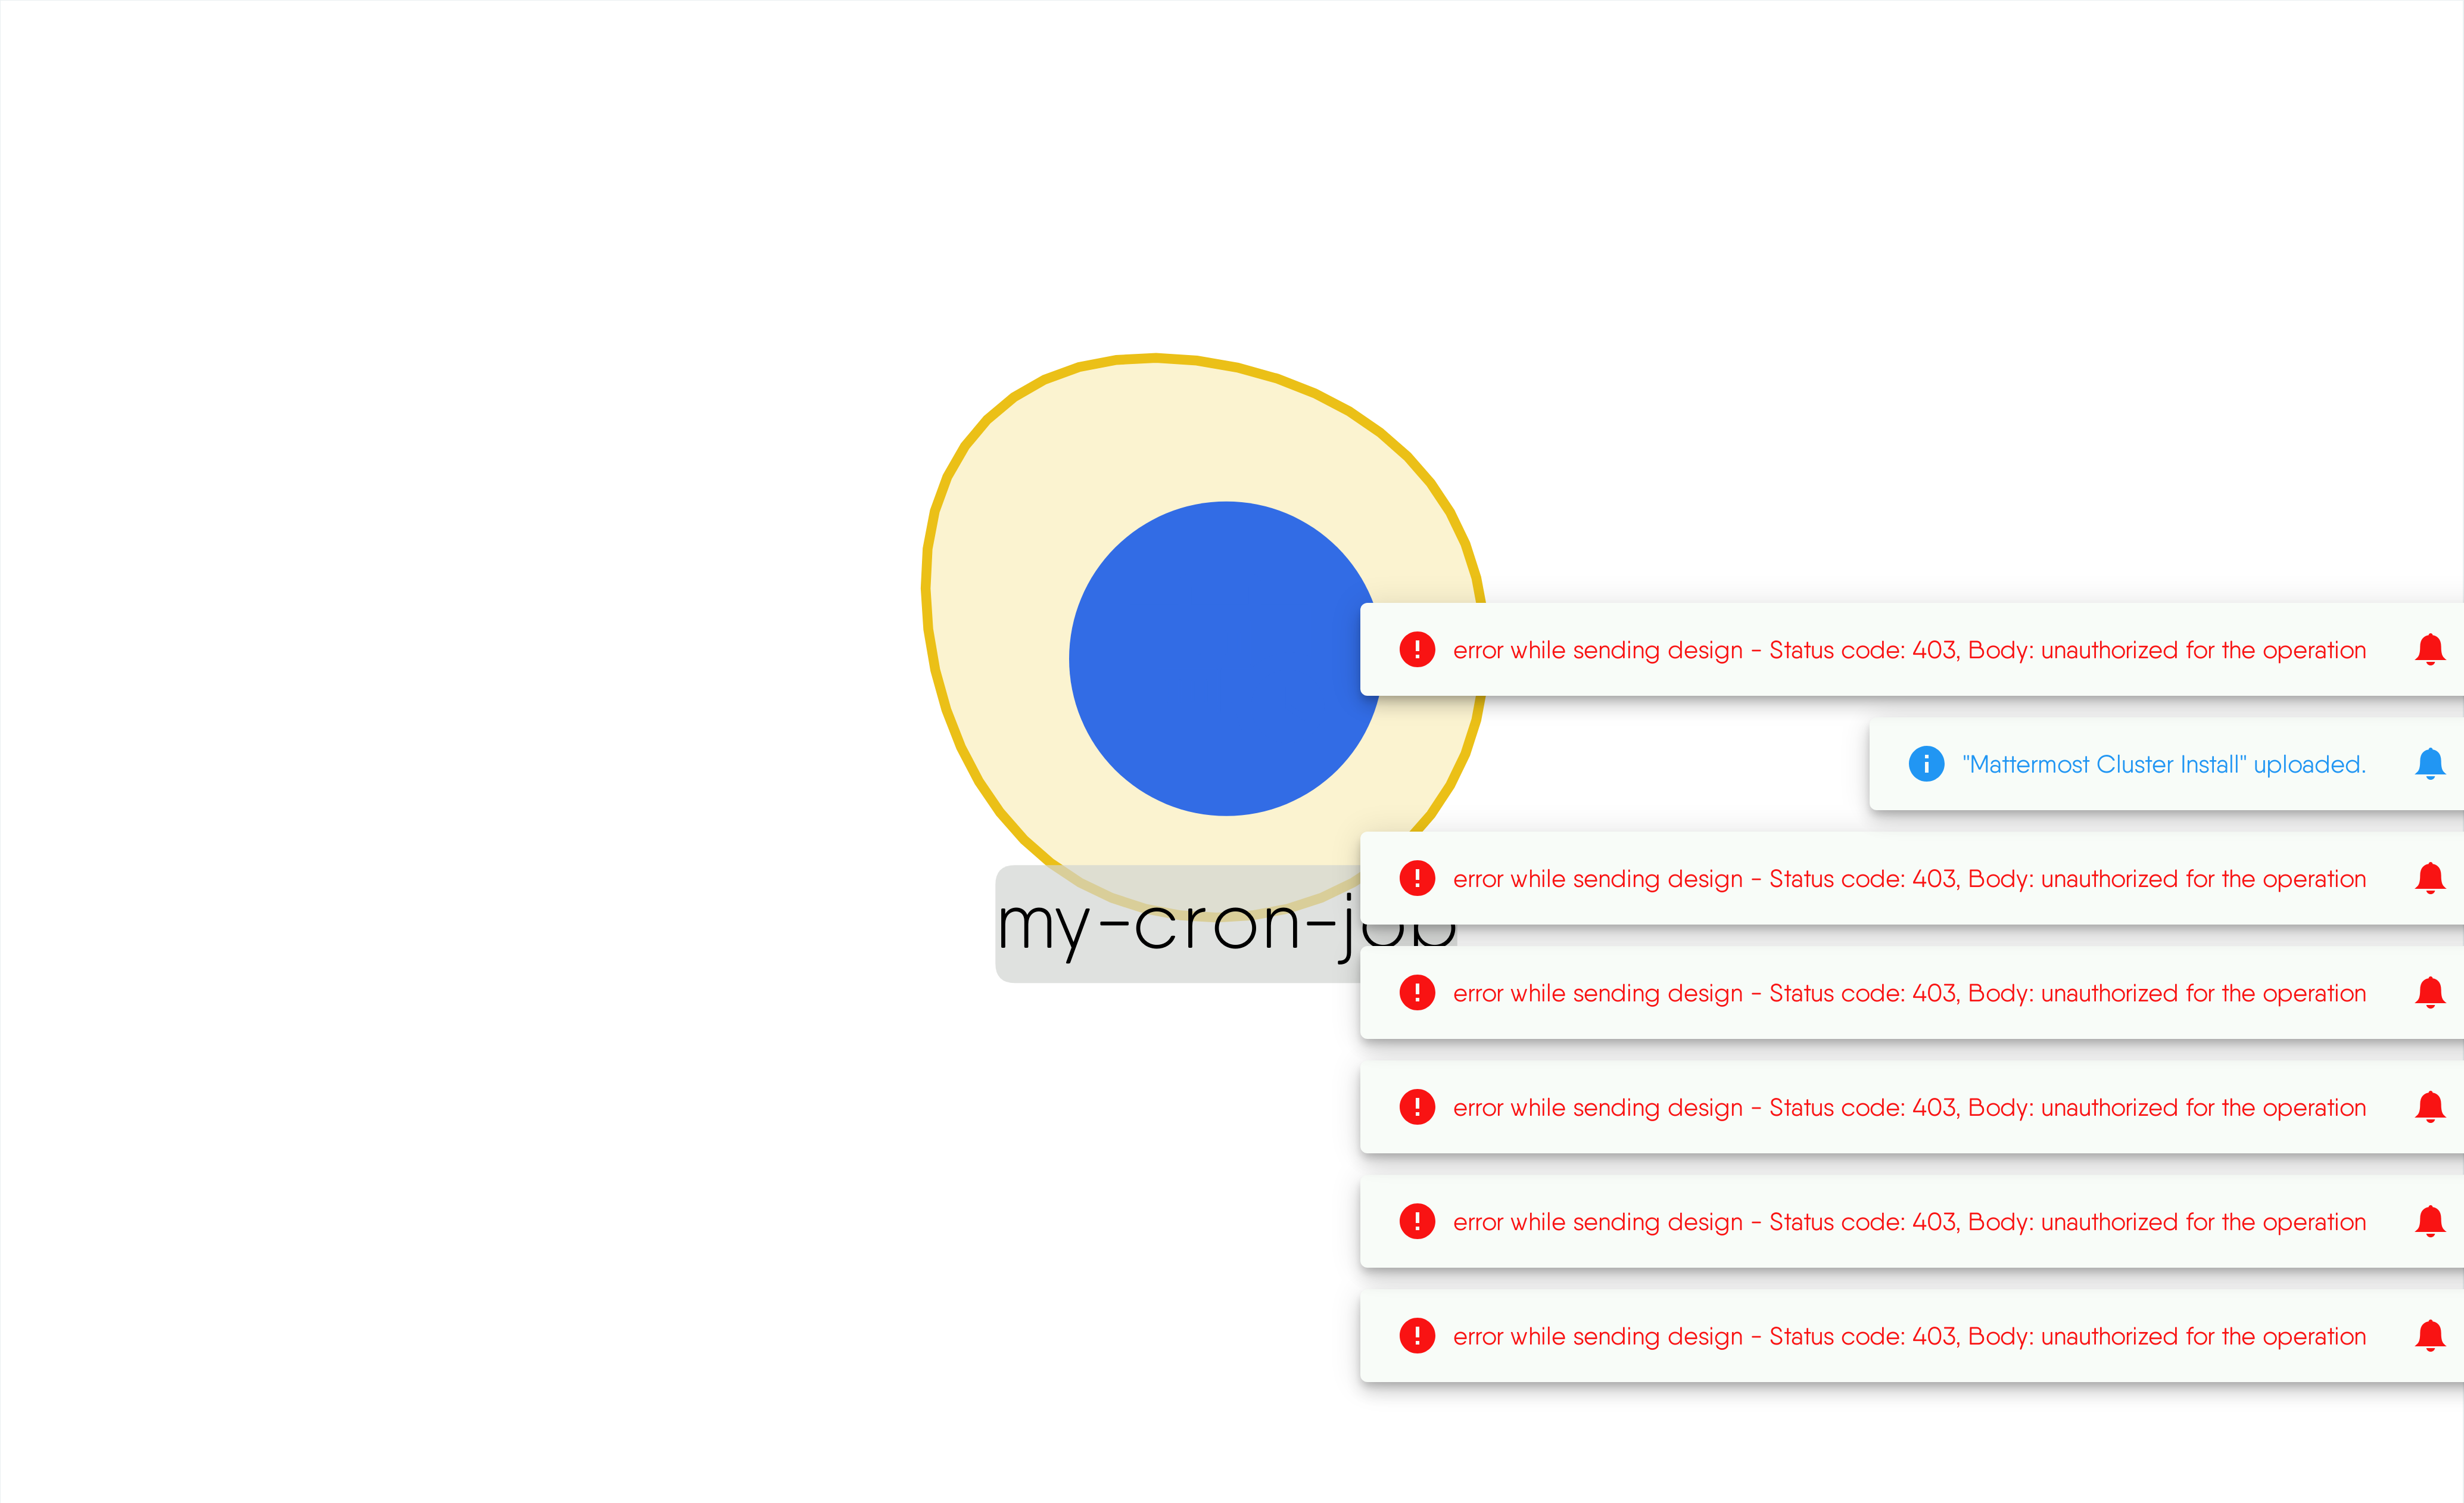 error while sending design - Status code: 403, Body: unauthorized for the operation
"Mattermost Cluster Install" uploaded.
error while sending design - Status code: 403, Body: unauthorized for the operation
my-cron-job
error while sending design - Status code: 403, Body: unauthorized for the operation
error while sending design - Status code: 403, Body: unauthorized for the operation
error while sending design - Status code: 403, Body: unauthorized for the operation
error while sending design - Status code: 403, Body: unauthorized for the operation